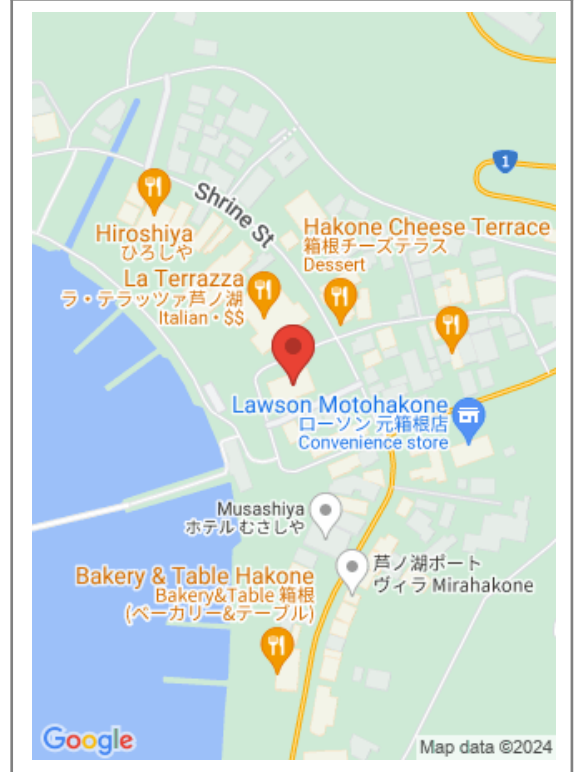 1
Shrine St
Hiroshiya
ひろしや
Hakone Cheese Terrace
箱根チーズテラス
Dessert
La Terrazza
ラ・テラッツァ芦ノ湖
Italian • $$
Lawson Motohakone
ローソン 元箱根店
Convenience store
Musashiya
ホテル むさしや
芦ノ湖ポート
ヴィラ Mirahakone
Bakery & Table Hakone
Bakery&Table 箱根
(ベーカリー&テーブル)
Google
Map data ©2024